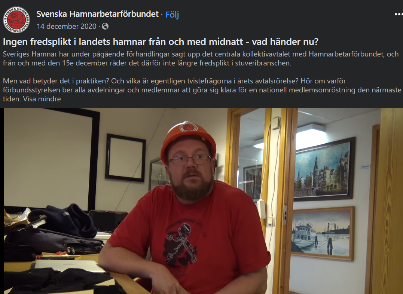 Svenska Hamnarbetarförbundet · Följ
14 december 2020 ·
Ingen fredsplikt i landets hamnar från och med midnatt - vad händer nu?
Sveriges Hamnar har under pågående förhandlingar sagt upp det centrala kollektivavtalet med Hamnarbetarförbundet, och
från och med den 15e december råder det därför inte längre fredsplikt i stuveribranschen.
Men vad betyder det i praktiken? Och vilka är egentligen tvistefrågorna i årets avtalsrörelse? Hör om varför
förbundsstyrelsen ber alla avdelningar och medlemmar att göra sig klara för en nationell medlemsomröstning den närmaste
tiden. Visa mindre